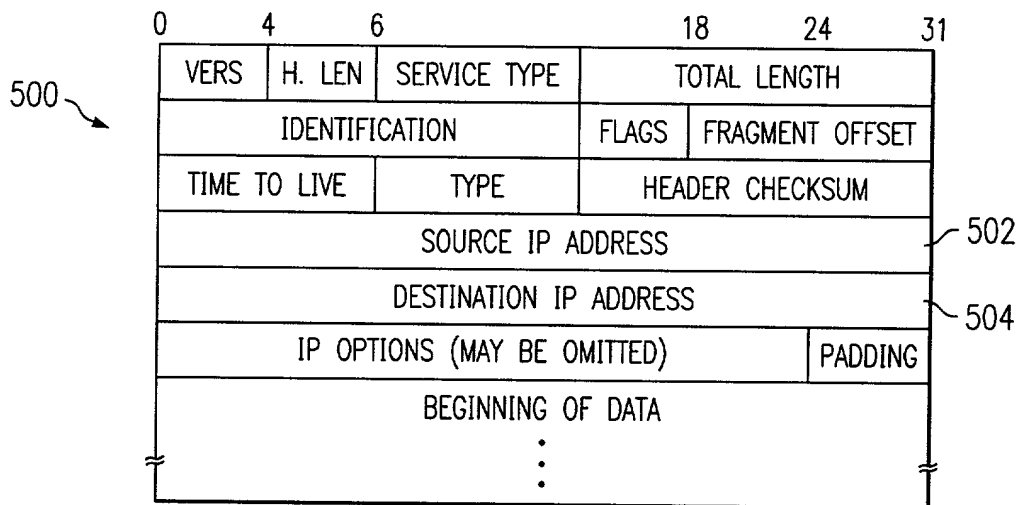 0 4 6 18 24 31
VERS H. LEN SERVICE TYPE TOTAL LENGTH
500
IDENTIFICATION FLAGS FRAGMENT OFFSET
TIME TO LIVE TYPE HEADER CHECKSUM
SOURCE IP ADDRESS 502
DESTINATION IP ADDRESS 504
IP OPTIONS (MAY BE OMITTED) PADDING
BEGINNING OF DATA